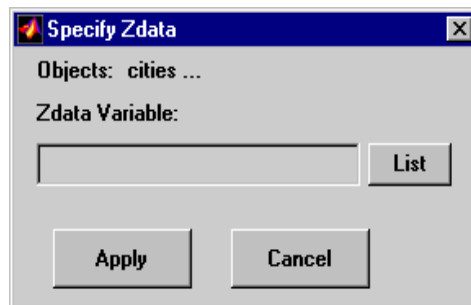 Specify Zdata
Objects: cities ...
Zdata Variable:
List
Apply Cancel